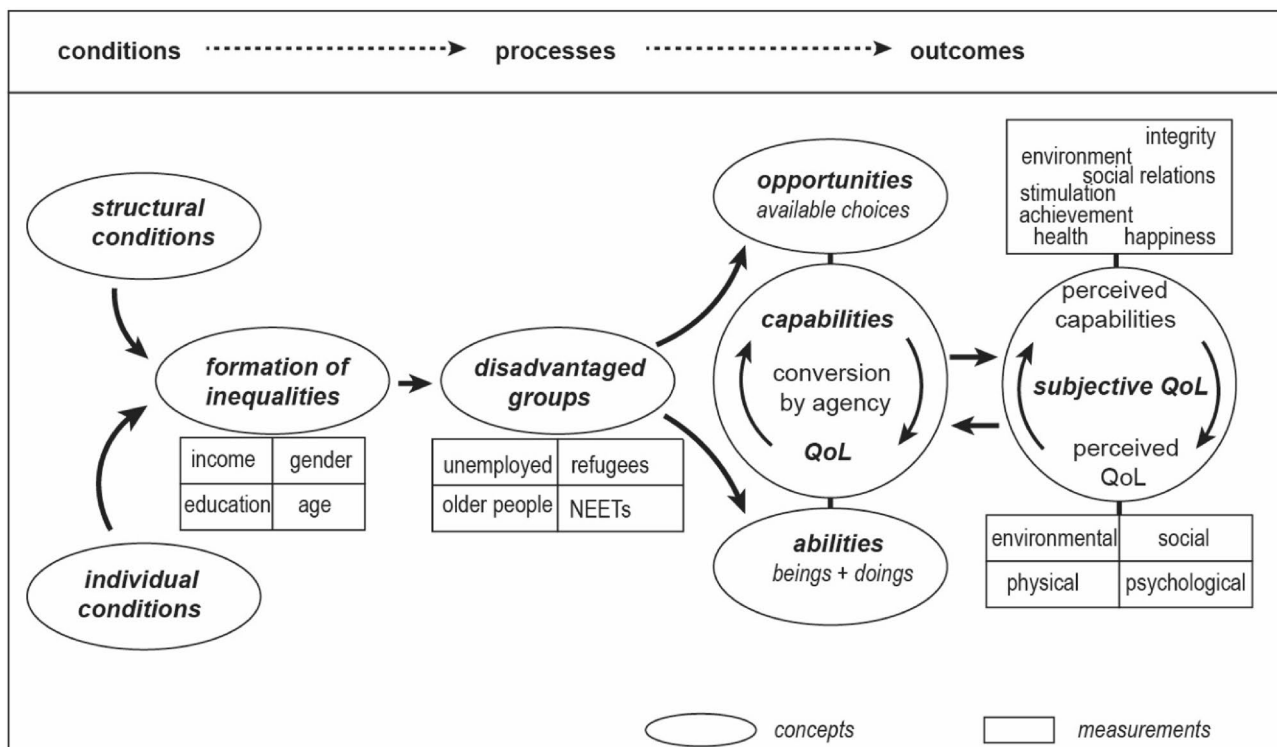 conditions
processes
outcomes
structural
conditions
individual
conditions
formation of
inequalities
income
gender
education
age
disadvantaged
groups
unemployed
refugees
older people
NEETs
opportunities
available choices
capabilities
conversion
by agency
QoL
abilities
beings + doings
integrity
environment
social relations
stimulation
achievement
health
happiness
perceived
capabilities
subjective QoL
perceived
QoL
environmental
social
physical
psychological
concepts
measurements